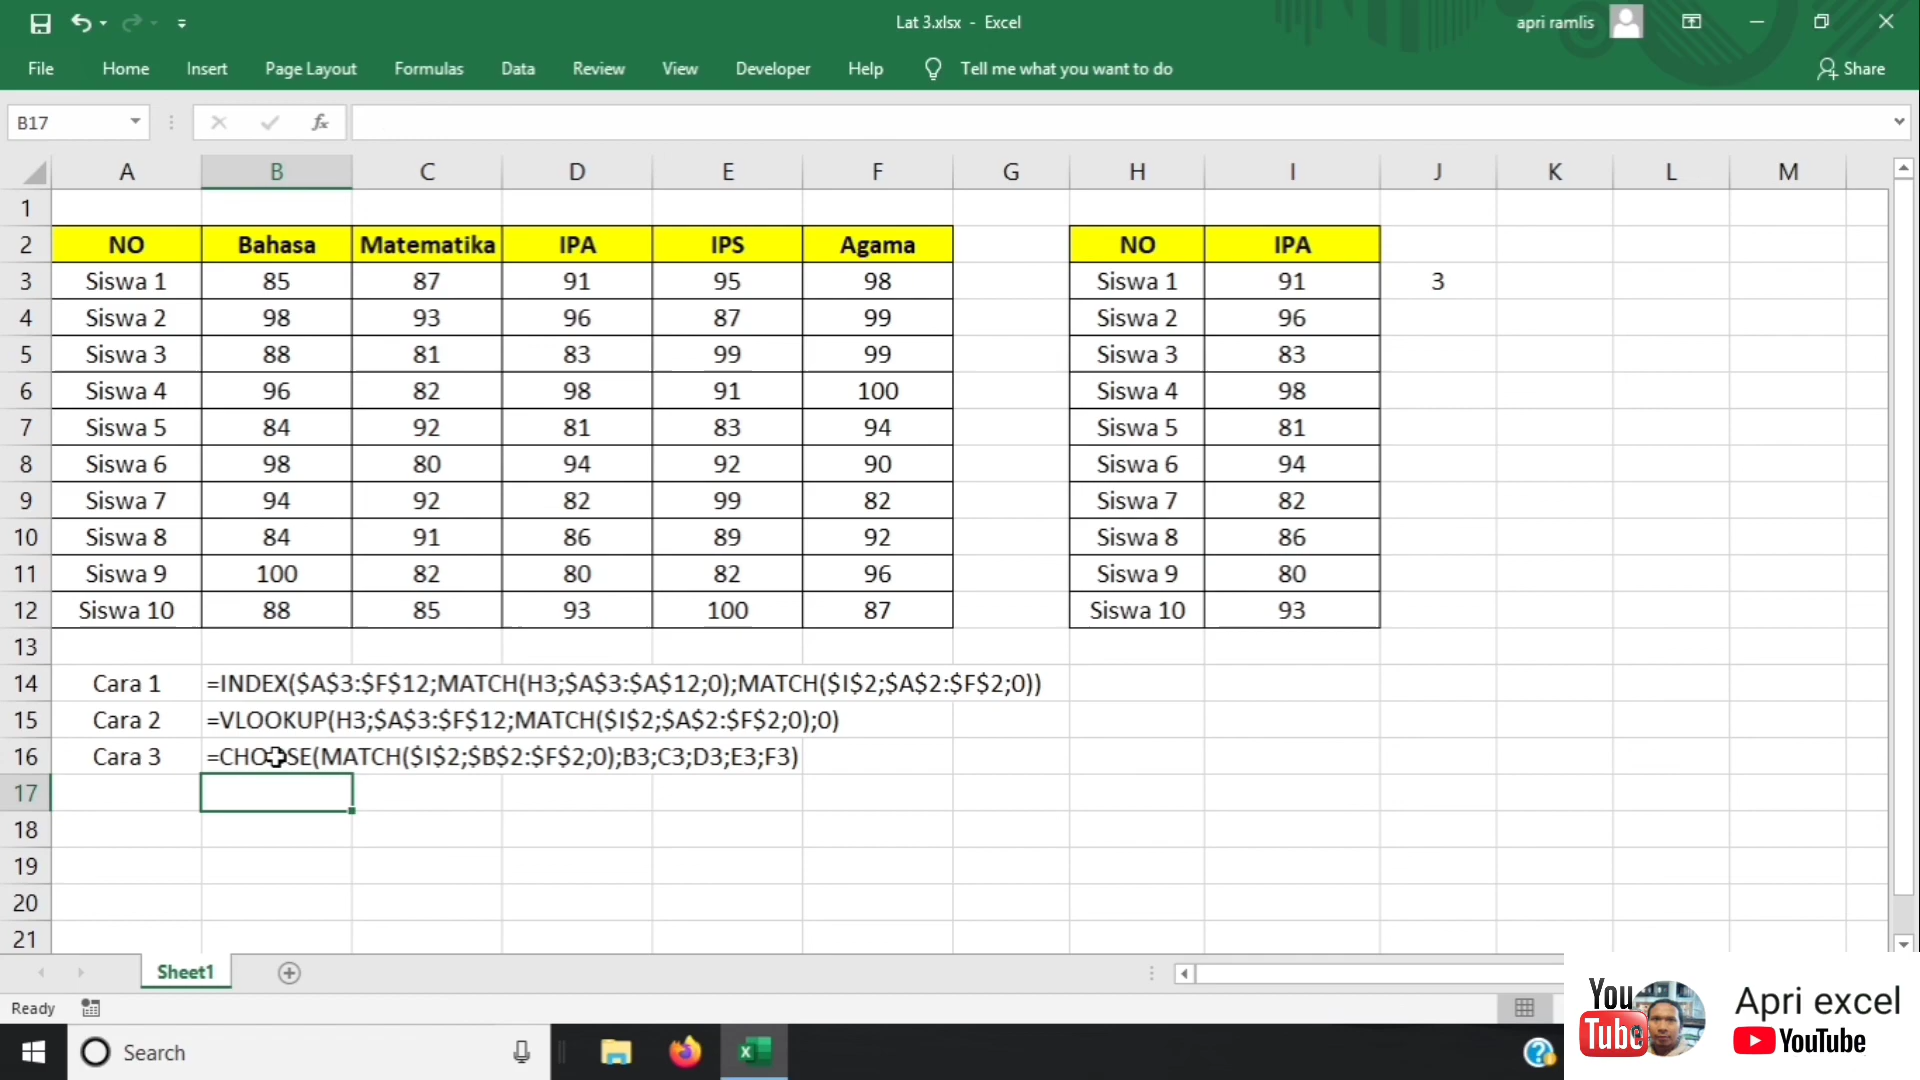 Lat 3.xlsx - Excel
apri ramlis
File Home Insert Page Layout Formulas Data Review View Developer Help Tell me what you want to do Share
B17 fx
A B C D E F G H I J K L M
1
2 NO Bahasa Matematika IPA IPS Agama NO IPA
3 Siswa 1 85 87 91 95 98 Siswa 1 91 3
4 Siswa 2 98 93 96 87 99 Siswa 2 96
5 Siswa 3 88 81 83 99 99 Siswa 3 83
6 Siswa 4 96 82 98 91 100 Siswa 4 98
7 Siswa 5 84 92 81 83 94 Siswa 5 81
8 Siswa 6 98 80 94 92 90 Siswa 6 94
9 Siswa 7 94 92 82 99 82 Siswa 7 82
10 Siswa 8 84 91 86 89 92 Siswa 8 86
11 Siswa 9 100 82 80 82 96 Siswa 9 80
12 Siswa 10 88 85 93 100 87 Siswa 10 93
13
14 Cara 1 =INDEX($A$3:$F$12;MATCH(H3;$A$3:$A$12;0);MATCH($I$2;$A$2:$F$2;0))
15 Cara 2 =VLOOKUP(H3;$A$3:$F$12;MATCH($I$2;$A$2:$F$2;0);0)
16 Cara 3 =CHOOSE(MATCH($I$2;$B$2:$F$2;0);B3;C3;D3;E3;F3)
17
18
19
20
21
Sheet1
Ready
Search
You Tube
Apri excel
YouTube